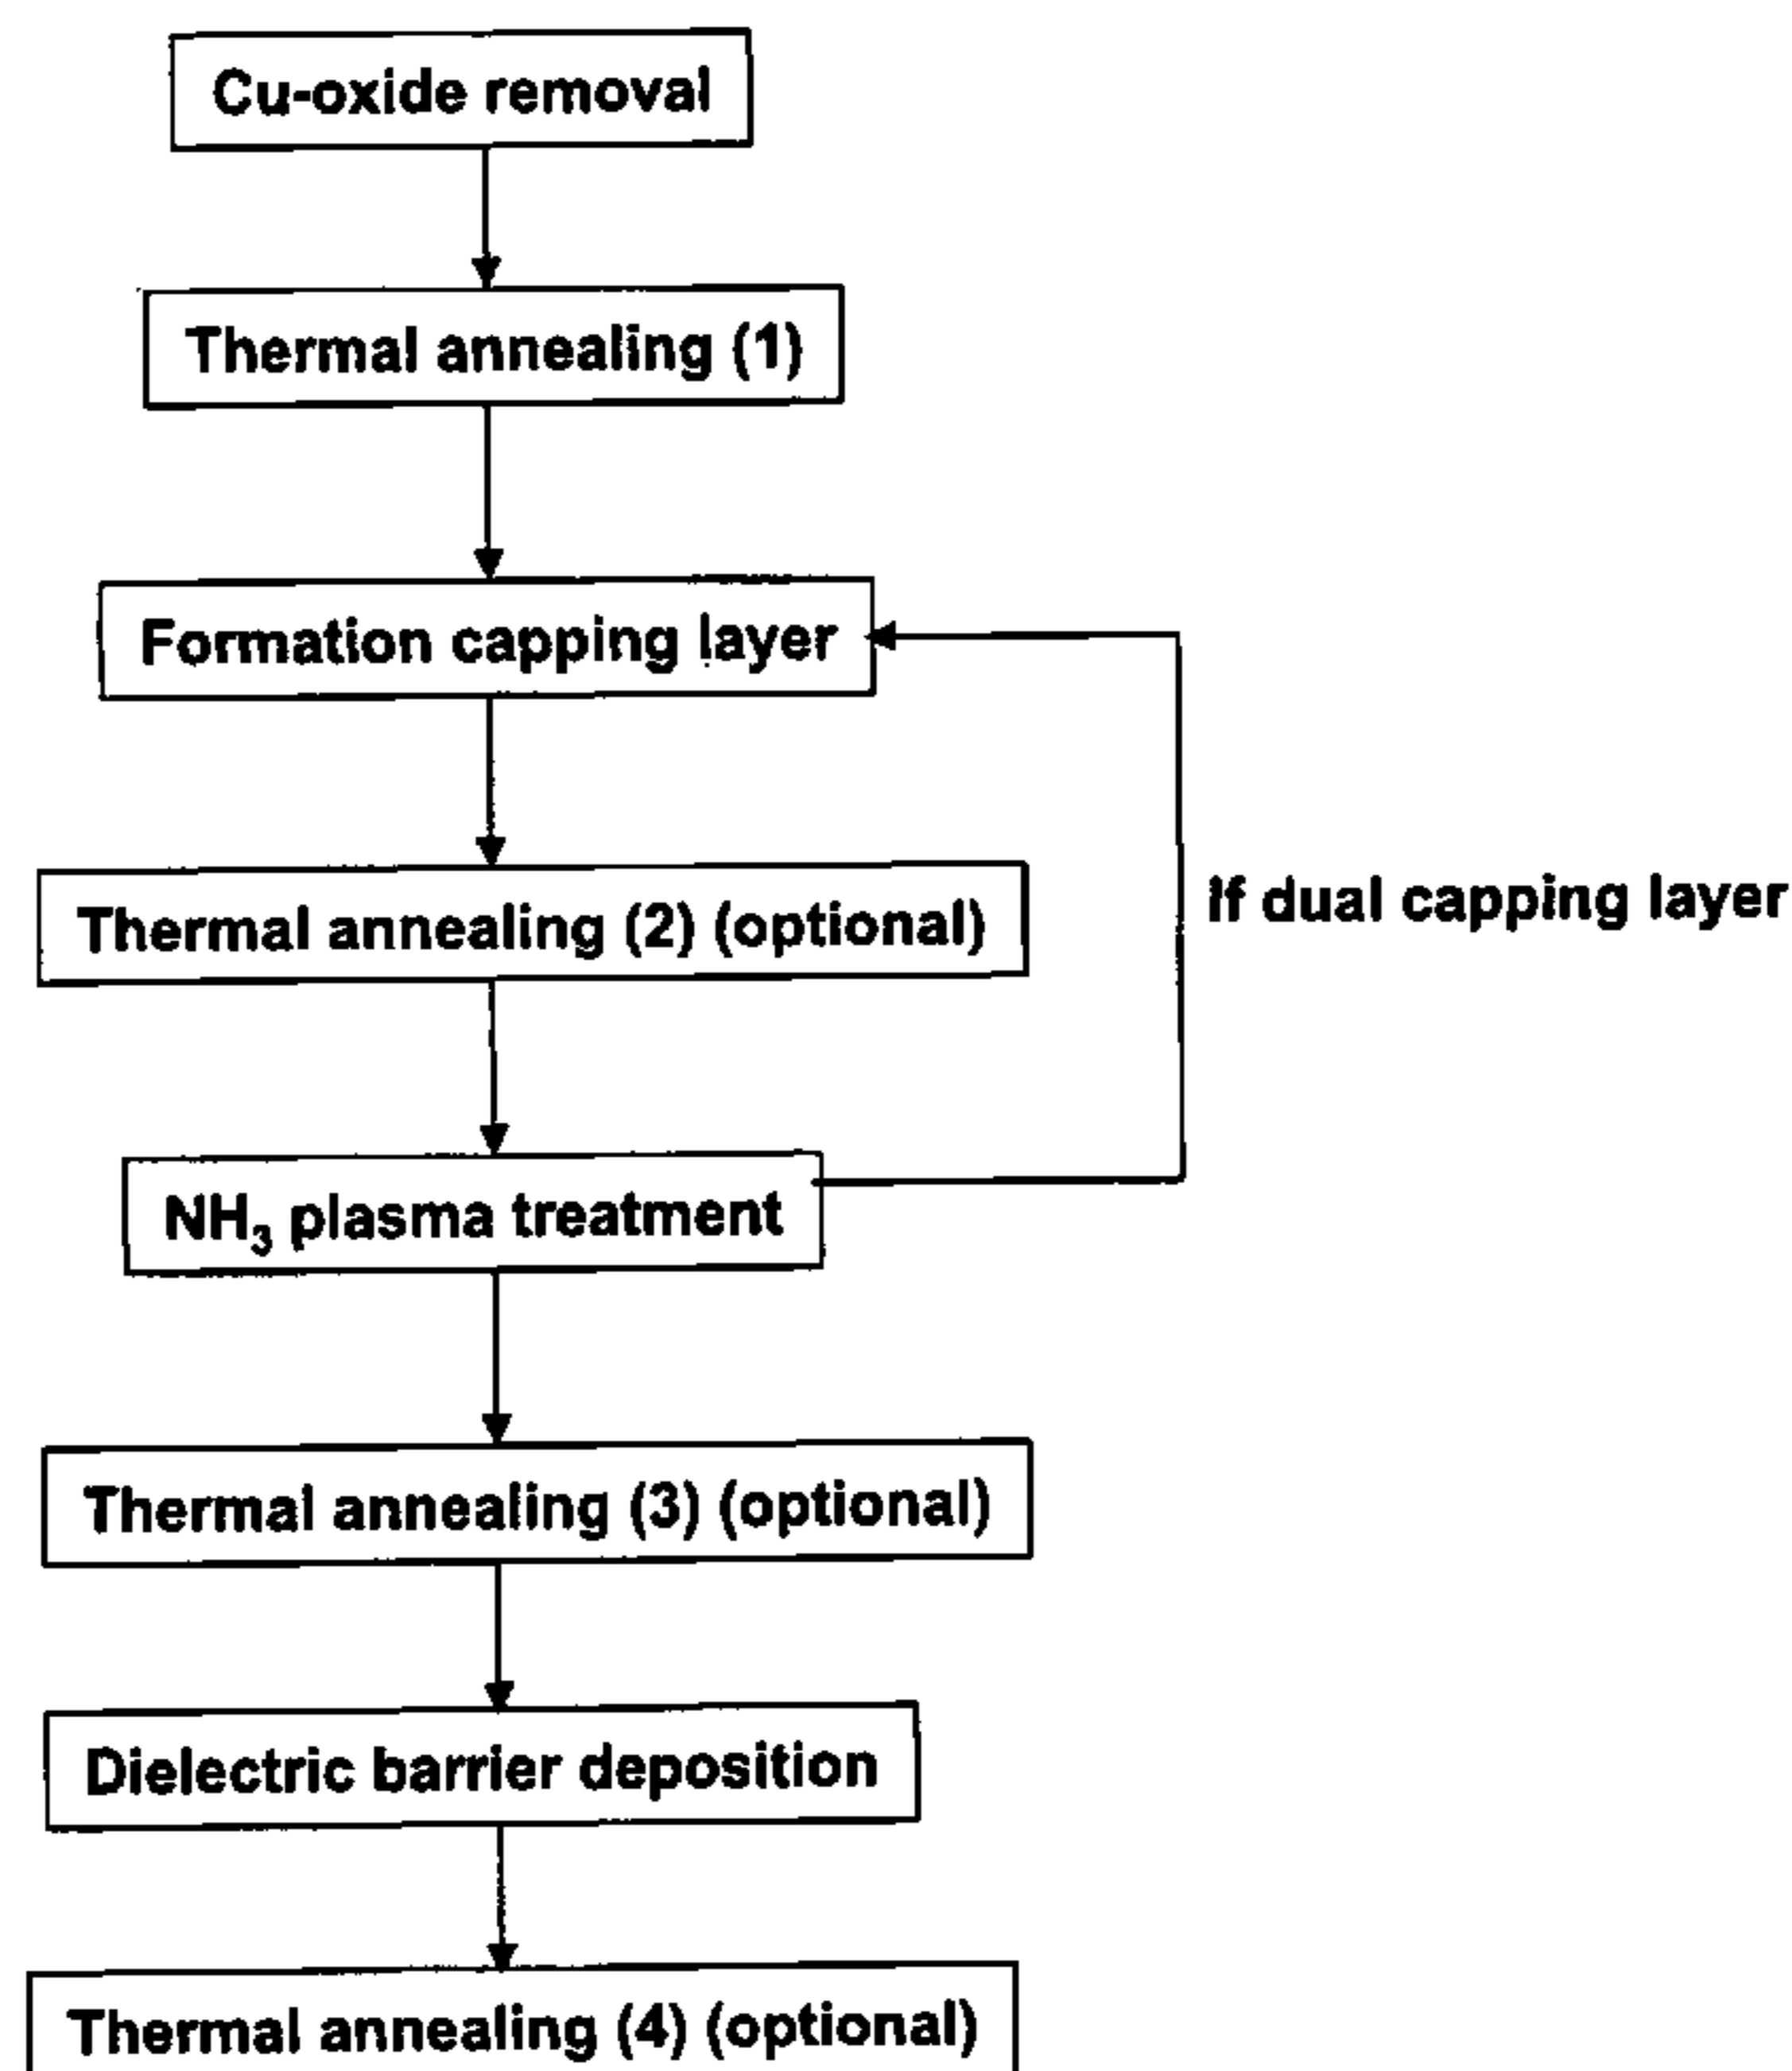 Cu-oxide removal
Thermal annealing (1)
Formation capping layer
Thermal annealing (2) (optional)
If dual capping layer
NH₃ plasma treatment
Thermal annealing (3) (optional)
Dielectric barrier deposition
Thermal annealing (4) (optional)